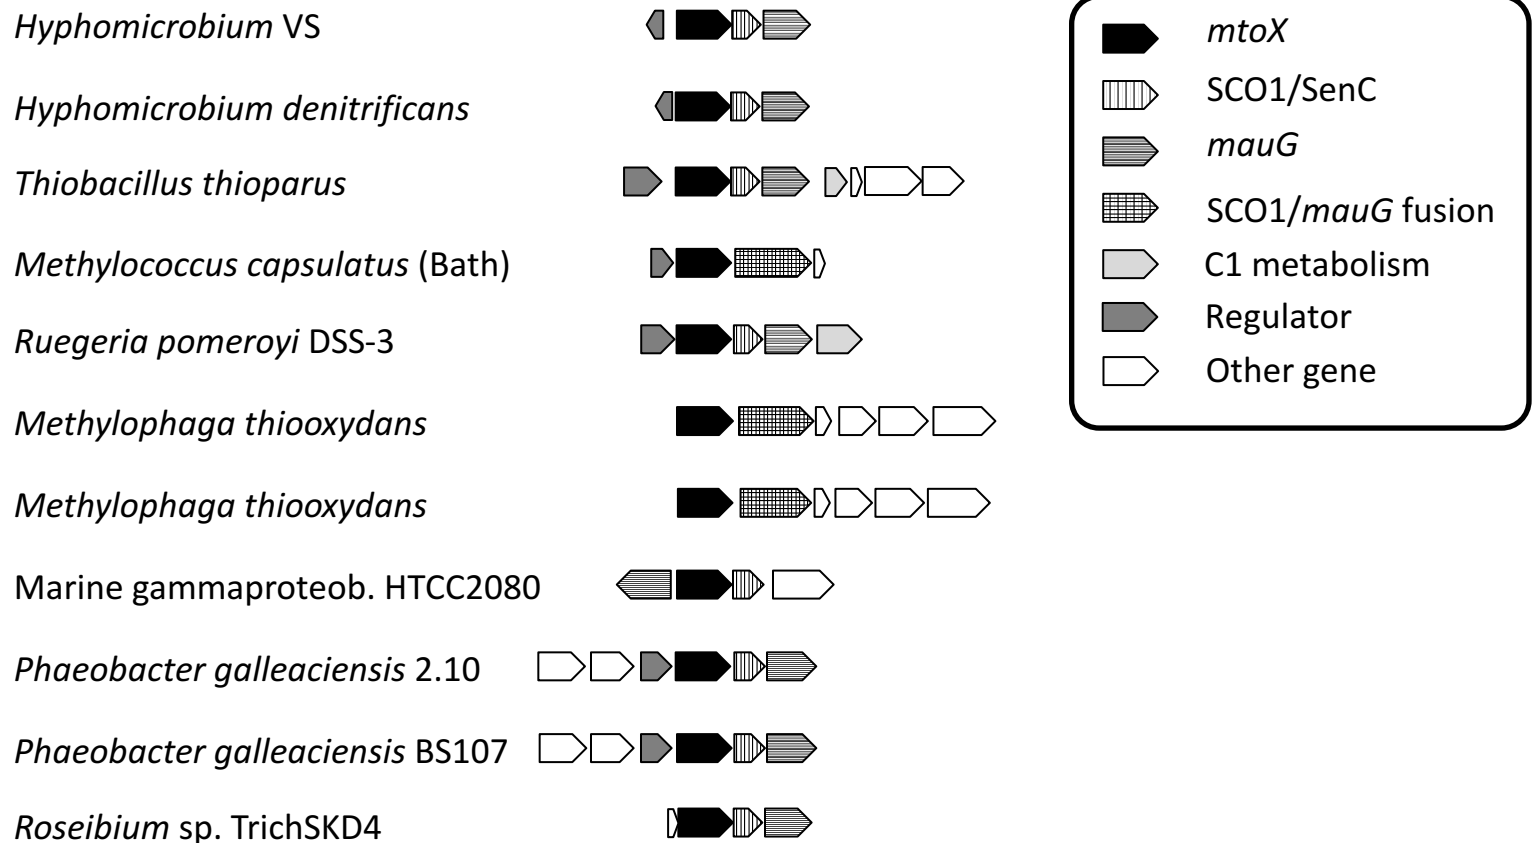 Hyphomicrobium VS
Hyphomicrobium denitrificans
Thiobacillus thioparus
Methylococcus capsulatus (Bath)
Ruegeria pomeroyi DSS-3
Methylophaga thiooxydans
Methylophaga thiooxydans
Marine gammaproteob. HTCC2080
Phaeobacter galleaciensis 2.10
Phaeobacter galleaciensis BS107
Roseibium sp. TrichSKD4
mtoX
SCO1/SenC
mauG
SCO1/mauG fusion
C1 metabolism
Regulator
Other gene